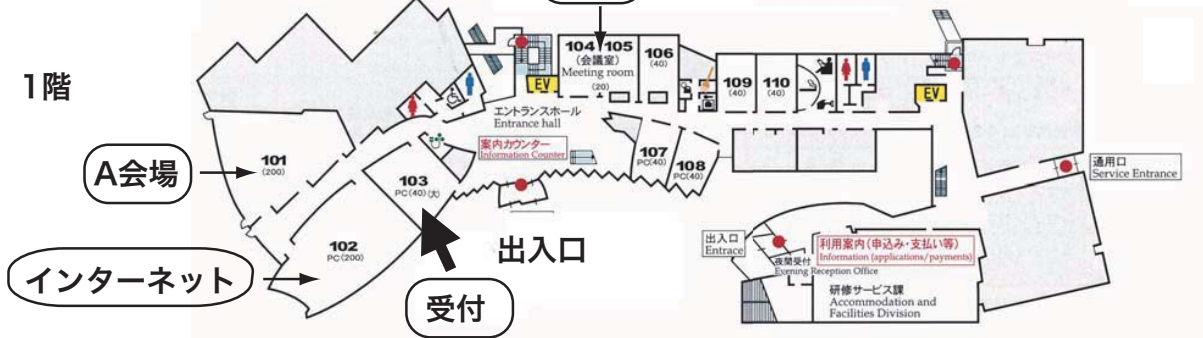 1階
A会場
インターネット
受付
出入口
101
(200)
102
PC(200)
103
PC(40)(大)
EV
104 105
(会議室)
Meeting room
(20)
106
(40)
エントランスホール
Entrance hall
案内カウンター
Information Counter
107
PC(40)
108
PC(40)
109
(40)
110
(40)
EV
通用口
Service Entrance
出入口
Entrace
夜間受付
Evening Reception Office
利用案内(申込み・支払い等)
Information (applications/payments)
研修サービス課
Accommodation and
Facilities Division